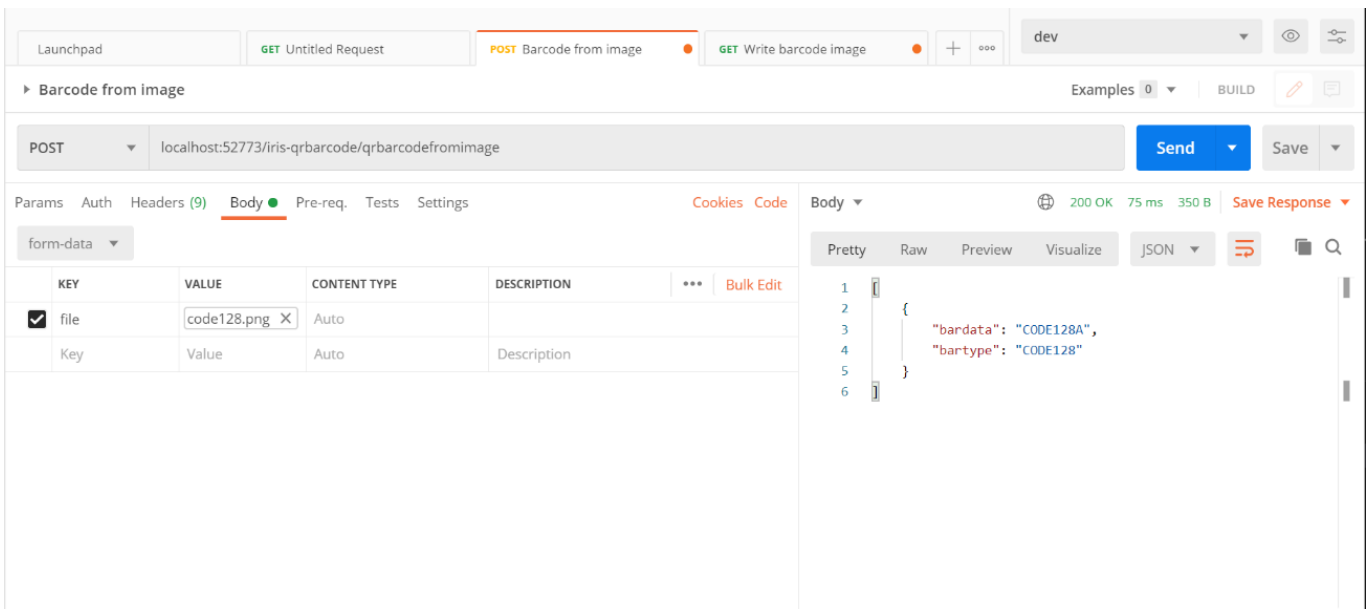 Launchpad
GET Untitled Request
POST Barcode from image
GET Write barcode image
dev
Barcode from image
Examples 0
BUILD
POST
localhost:52773/iris-qrbarcode/qrbarcodefromimage
Send
Save
Params Auth Headers (9) Body Pre-req. Tests Settings
Cookies Code
form-data
KEY VALUE CONTENT TYPE DESCRIPTION
Bulk Edit
file code128.png Auto
Key Value Auto Description
Body
200 OK 75 ms 350 B Save Response
Pretty Raw Preview Visualize JSON
1 [
2 {
3 "bardata": "CODE128A",
4 "bartype": "CODE128"
5 }
6 ]